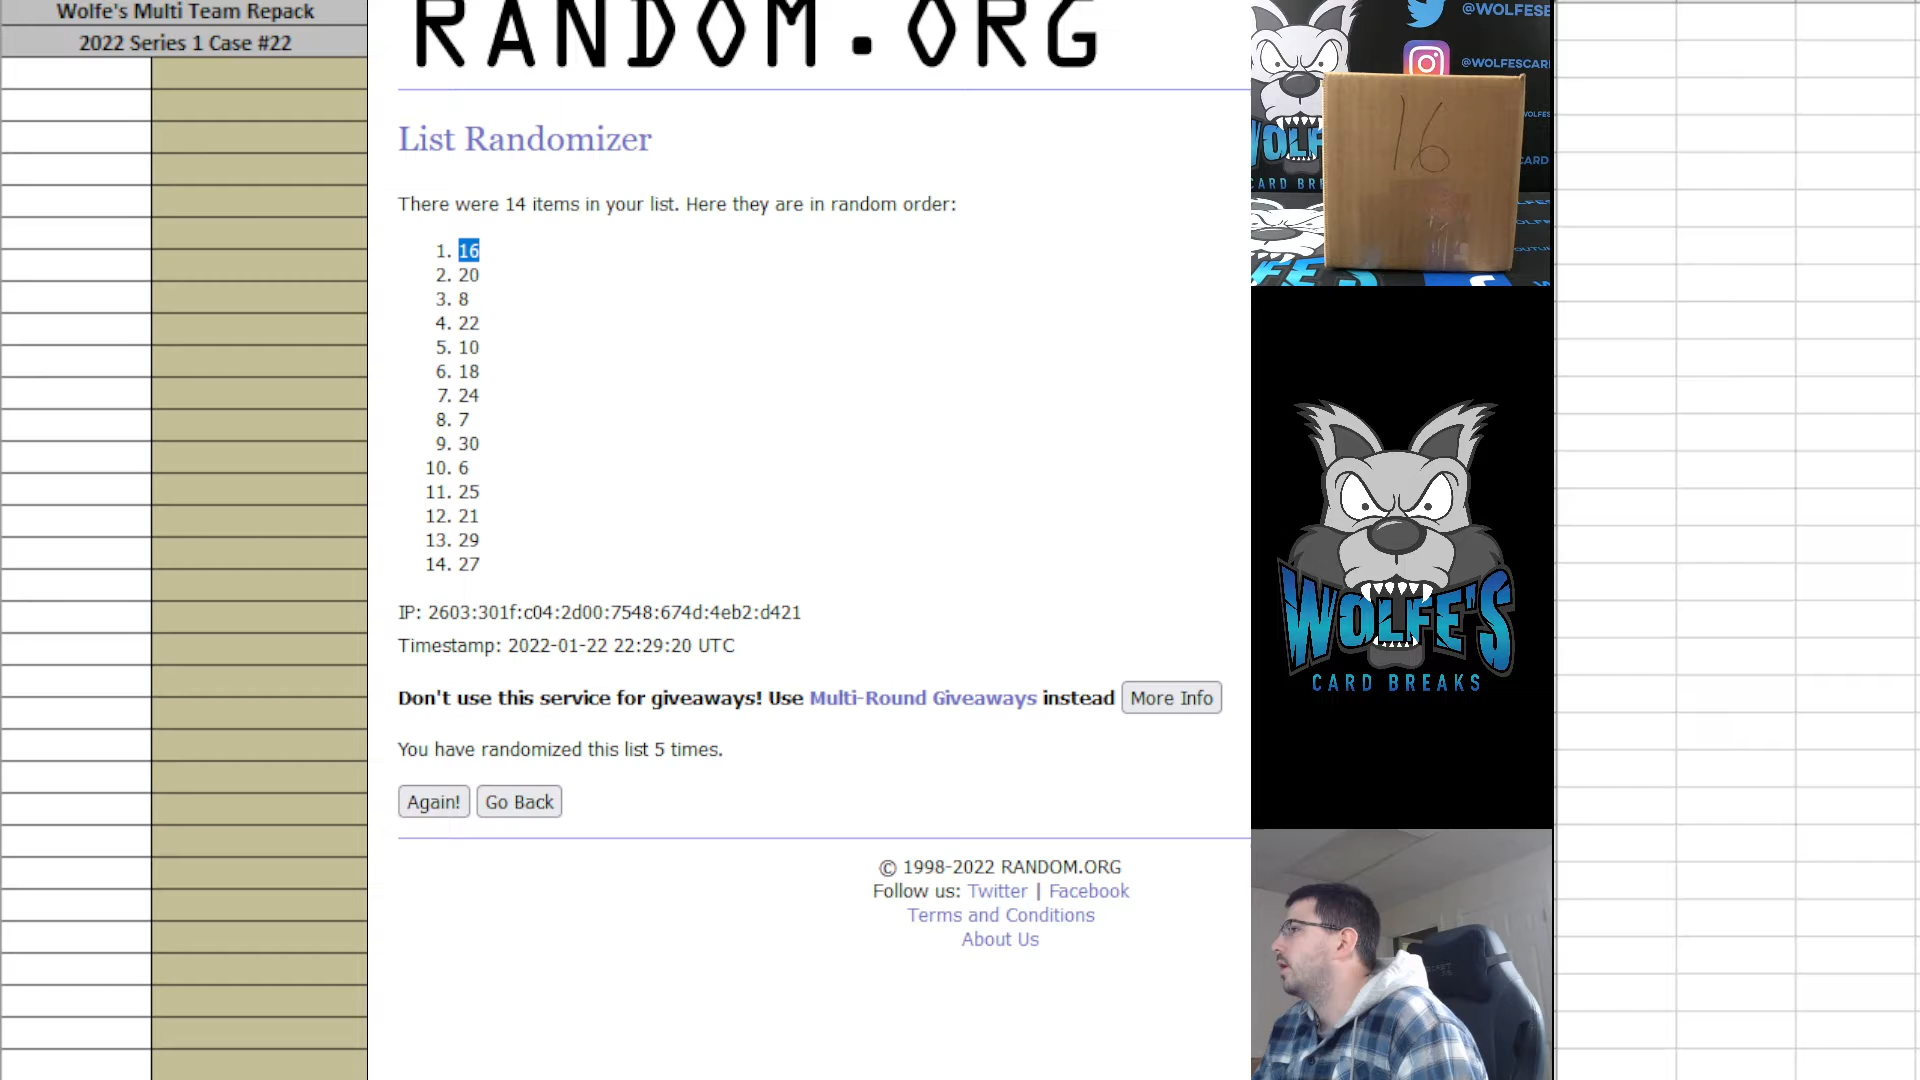 Wolfe's Multi Team Repack
2022 Series 1 Case #22
RANDOM.ORG
List Randomizer
There were 14 items in your list. Here they are in random order:
1. 16
2. 20
3. 8
4. 22
5. 10
6. 18
7. 24
8. 7
9. 30
10. 6
11. 25
12. 21
13. 29
14. 27
IP: 2603:301f:c04:2d00:7548:674d:4eb2:d421
Timestamp: 2022-01-22 22:29:20 UTC
Don't use this service for giveaways! Use Multi-Round Giveaways instead More Info
You have randomized this list 5 times.
Again! Go Back
© 1998-2022 RANDOM.ORG
Follow us: Twitter | Facebook
Terms and Conditions
About Us
@WOLFESE
@WOLFESCARD
16
WOLFE
CARD BRE
WOLFE'S
CARD BREAKS